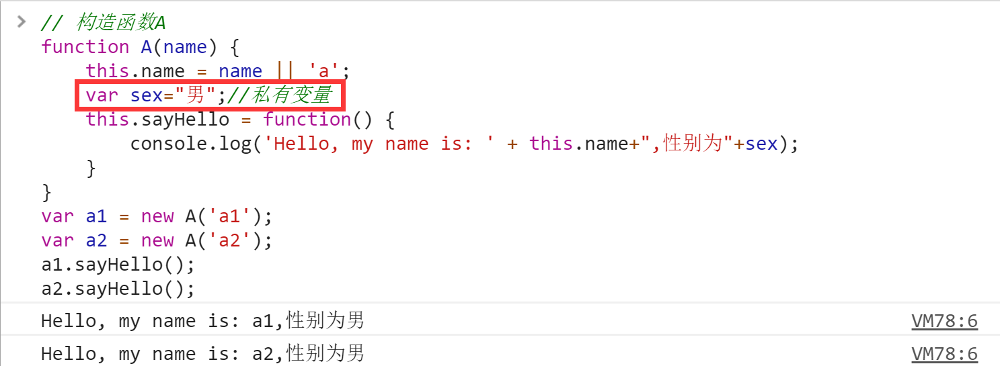 // 构造函数A
function A(name) {
    this.name = name || 'a';
    var sex="男";//私有变量
    this.sayHello = function() {
        console.log('Hello, my name is: ' + this.name+",性别为"+sex);
    }
}
var a1 = new A('a1');
var a2 = new A('a2');
a1.sayHello();
a2.sayHello();
Hello, my name is: a1,性别为男 VM78:6
Hello, my name is: a2,性别为男 VM78:6